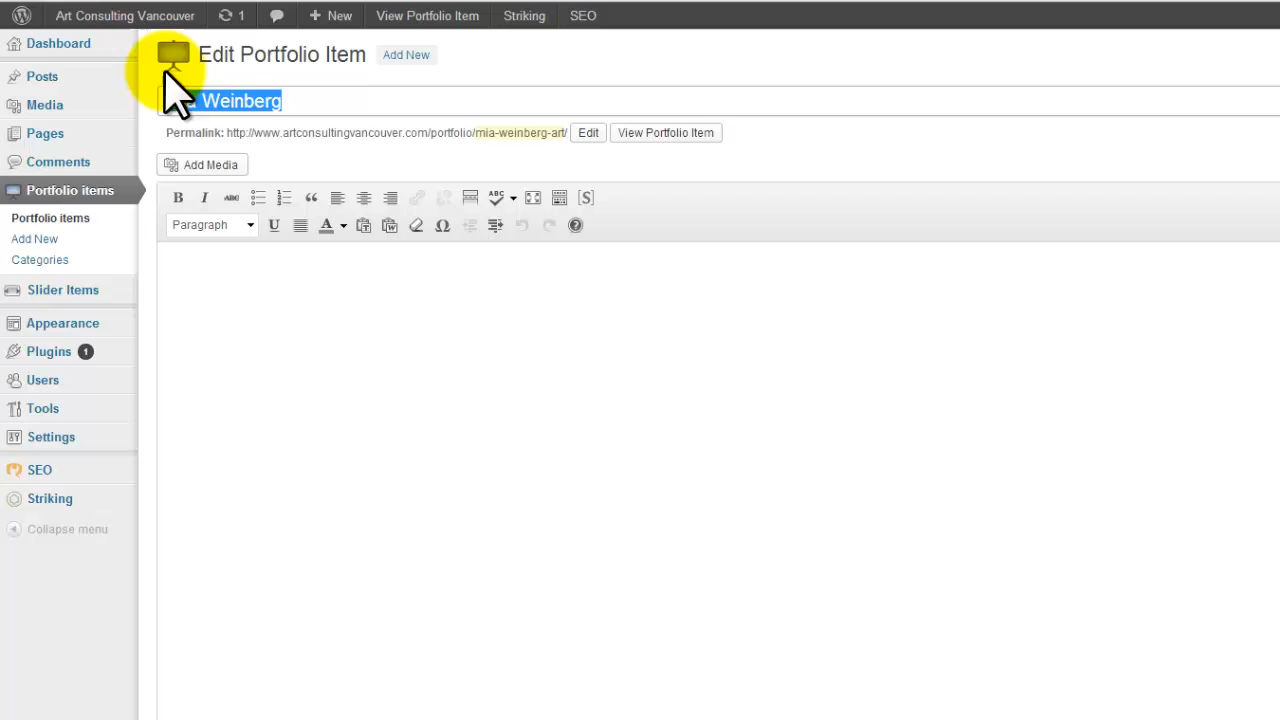 Art Consulting Vancouver 1 New View Portfolio Item Striking SEO
Dashboard
Posts
Media
Pages
Comments
Portfolio items
Portfolio items
Add New
Categories
Slider Items
Appearance
Plugins 1
Users
Tools
Settings
SEO
Striking
Collapse menu
Edit Portfolio Item Add New
Weinberg
Permalink: http://www.artconsultingvancouver.com/portfolio/mia-weinberg-art/ Edit View Portfolio Item
Add Media
B I ABC ABC [S]
Paragraph U A T W Ω ?